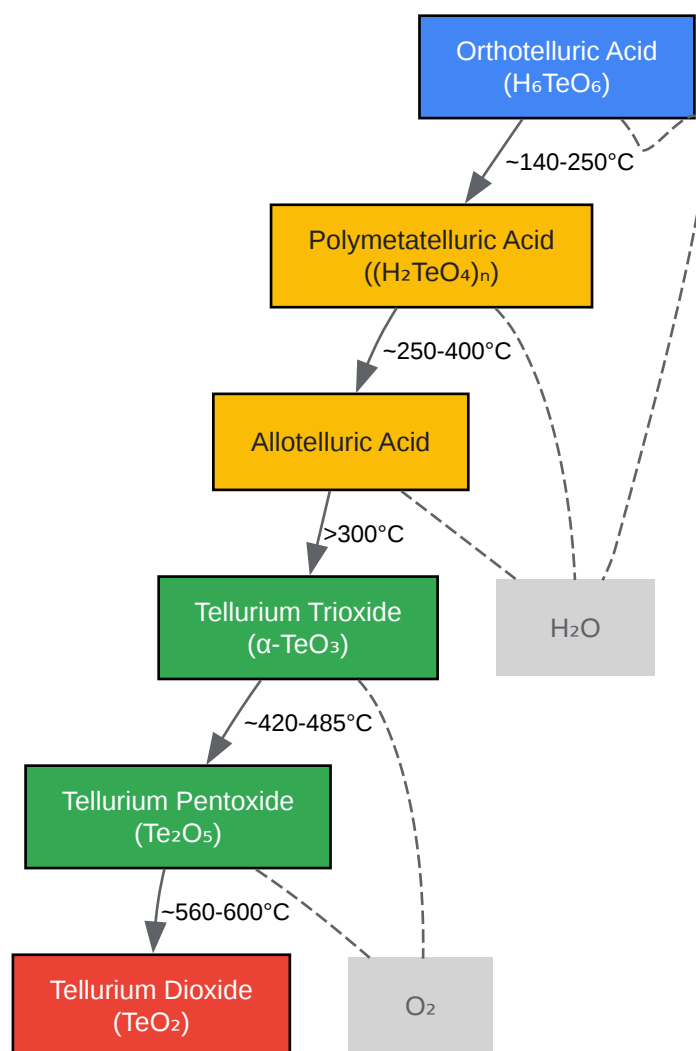 Orthotelluric Acid
(H₆TeO₆)
~140-250°C
Polymetatelluric Acid
((H₂TeO₄)ₙ)
~250-400°C
Allotelluric Acid
>300°C
Tellurium Trioxide
(α-TeO₃)
H₂O
~420-485°C
Tellurium Pentoxide
(Te₂O₅)
~560-600°C
Tellurium Dioxide
(TeO₂)
O₂